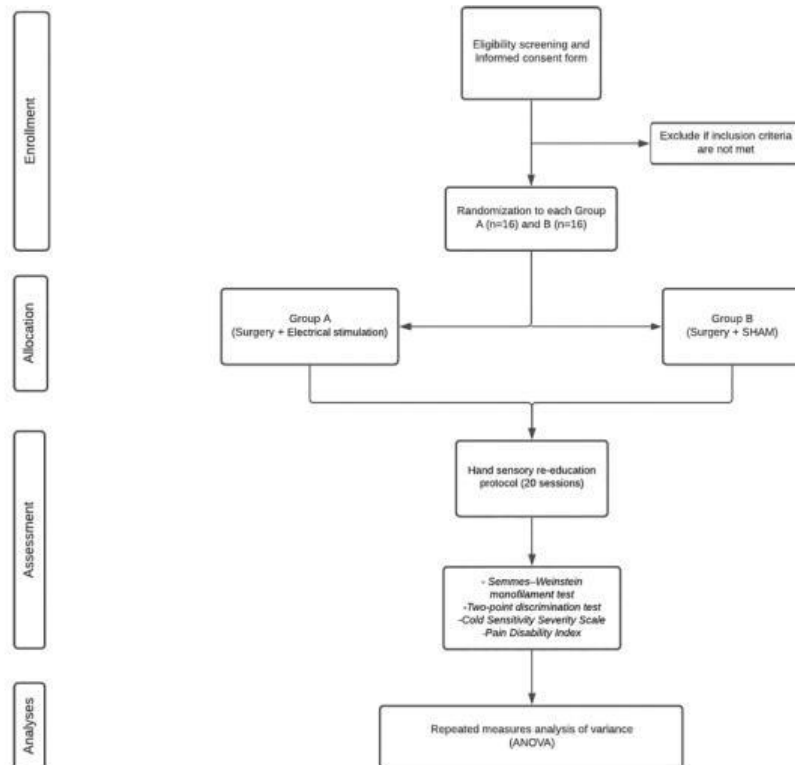 Enrollment
Eligibility screening and
Informed consent form
Exclude if inclusion criteria
are not met
Randomization to each Group
A (n=16) and B (n=16)
Allocation
Group A
(Surgery + Electrical stimulation)
Group B
(Surgery + SHAM)
Assessment
Hand sensory re-education
protocol (20 sessions)
- Semmes–Weinstein
monofilament test
-Two-point discrimination test
-Cold Sensitivity Severity Scale
-Pain Disability Index
Analyses
Repeated measures analysis of variance
(ANOVA)